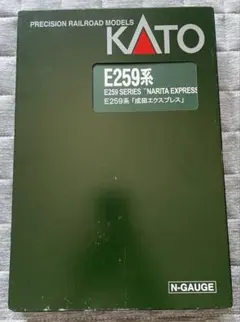 PRECISION RAILROAD MODELS
KATO
E259系
E259 SERIES "NARITA EXPRESS
E259系「成田エクスプレス」
N-GAUGE